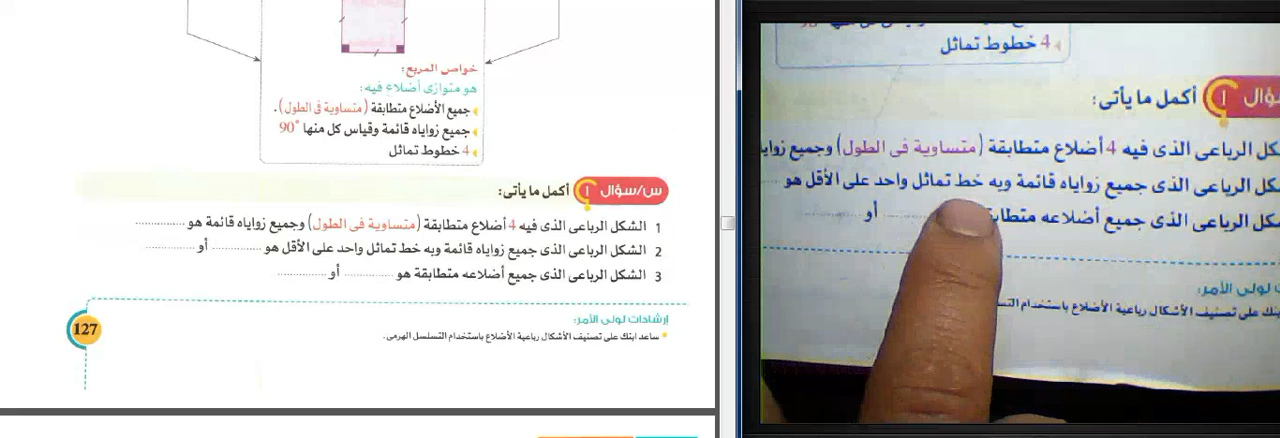 خواص المربع:
هو متوازى أضلاع فيه:
جميع الأضلاع متطابقة (متساوية فى الطول).
جميع زواياه قائمة وقياس كل منها 90°
4 خطوط تماثل
س/سؤال 1 أكمل ما يأتى:
1 الشكل الرباعى الذى فيه 4 أضلاع متطابقة (متساوية فى الطول) وجميع زواياه قائمة هو ..............
2 الشكل الرباعى الذى جميع زواياه قائمة وبه خط تماثل واحد على الأقل هو .............. أو ..............
3 الشكل الرباعى الذى جميع أضلاعه متطابقة هو .............. أو ..............
إرشادات لولى الأمر:
ساعد ابنك على تصنيف الأشكال رباعية الأضلاع باستخدام التسلسل الهرمى.
127
4 خطوط تماثل
سؤال 1 أكمل ما يأتى:
الرباعى الذى فيه 4 أضلاع متطابقة (متساوية فى الطول) وجميع
الرباعى الذى جميع زواياه قائمة وبه خط تماثل واحد على الأقل هو
الرباعى الذى جميع أضلاعه أو ..............
لولى الأمر:
على تصنيف الأشكال رباعية الأضلاع باستخدام